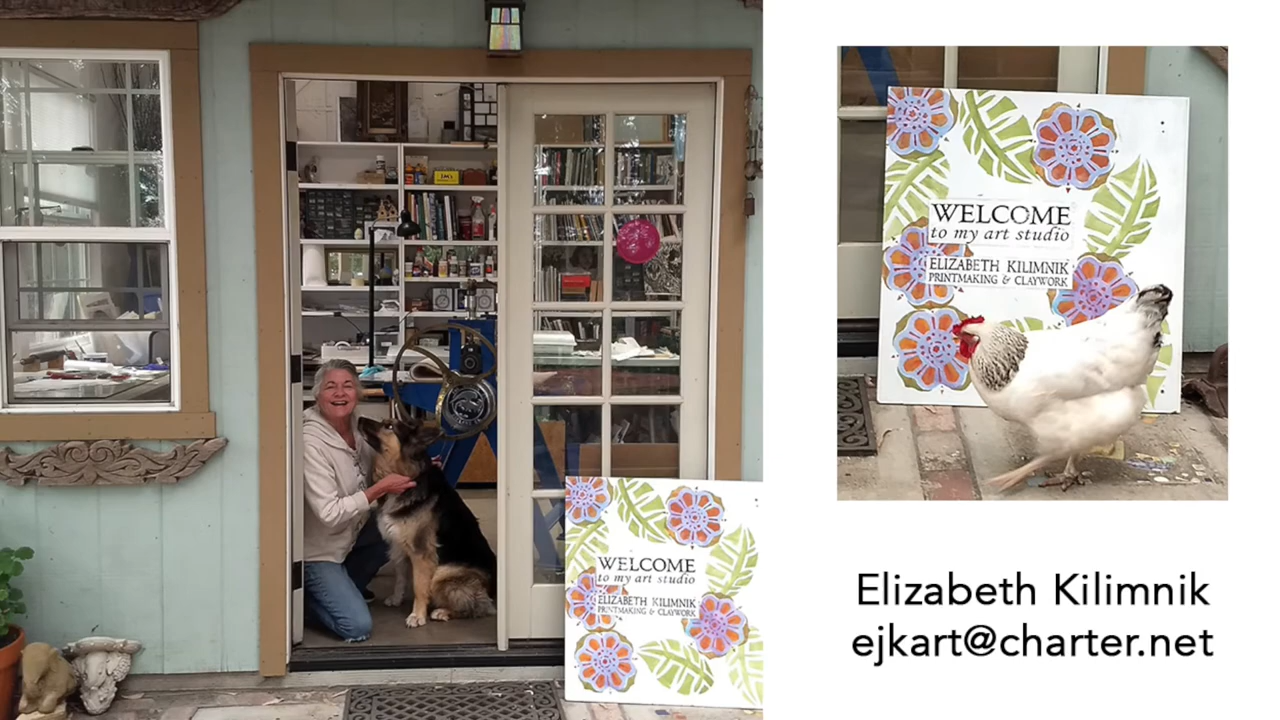 WELCOME
to my art studio
ELIZABETH KILIMNIK
PRINTMAKING & CLAYWORK
WELCOME
to my art studio
ELIZABETH KILIMNIK
PRINTMAKING & CLAYWORK
Elizabeth Kilimnik
ejkart@charter.net